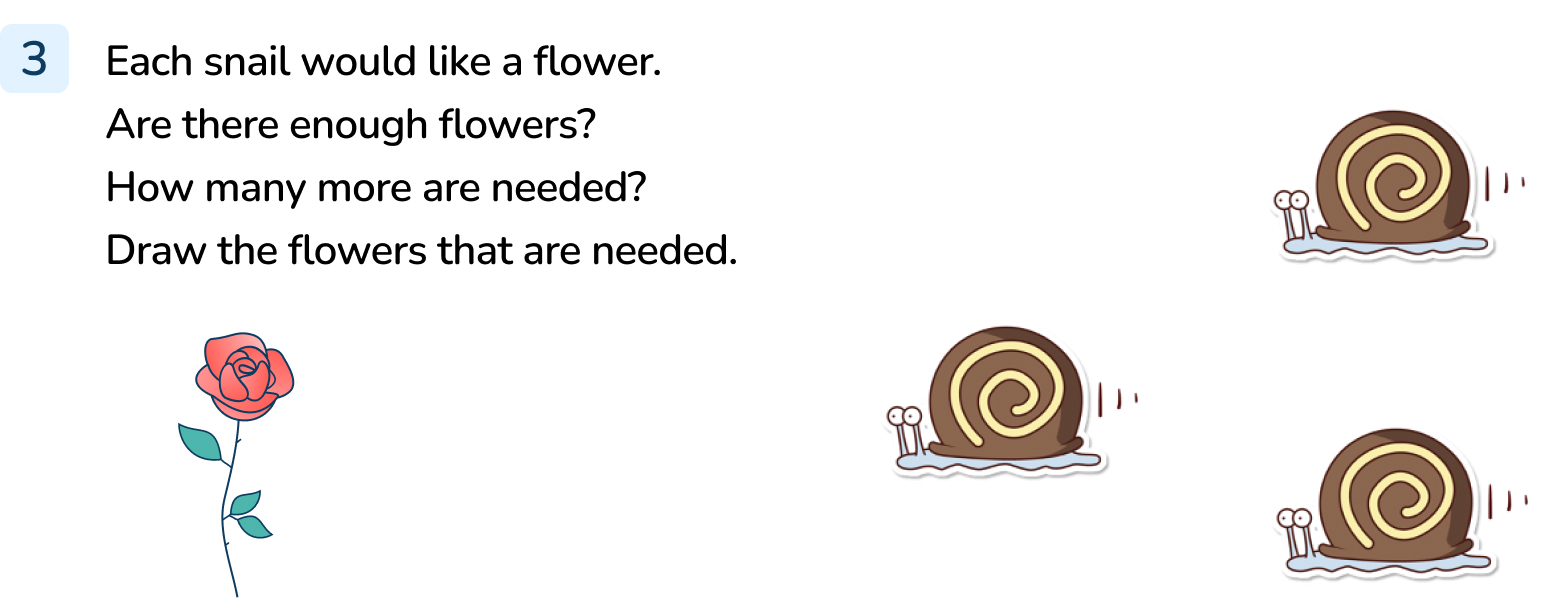 3
Each snail would like a flower.
Are there enough flowers?
How many more are needed?
Draw the flowers that are needed.